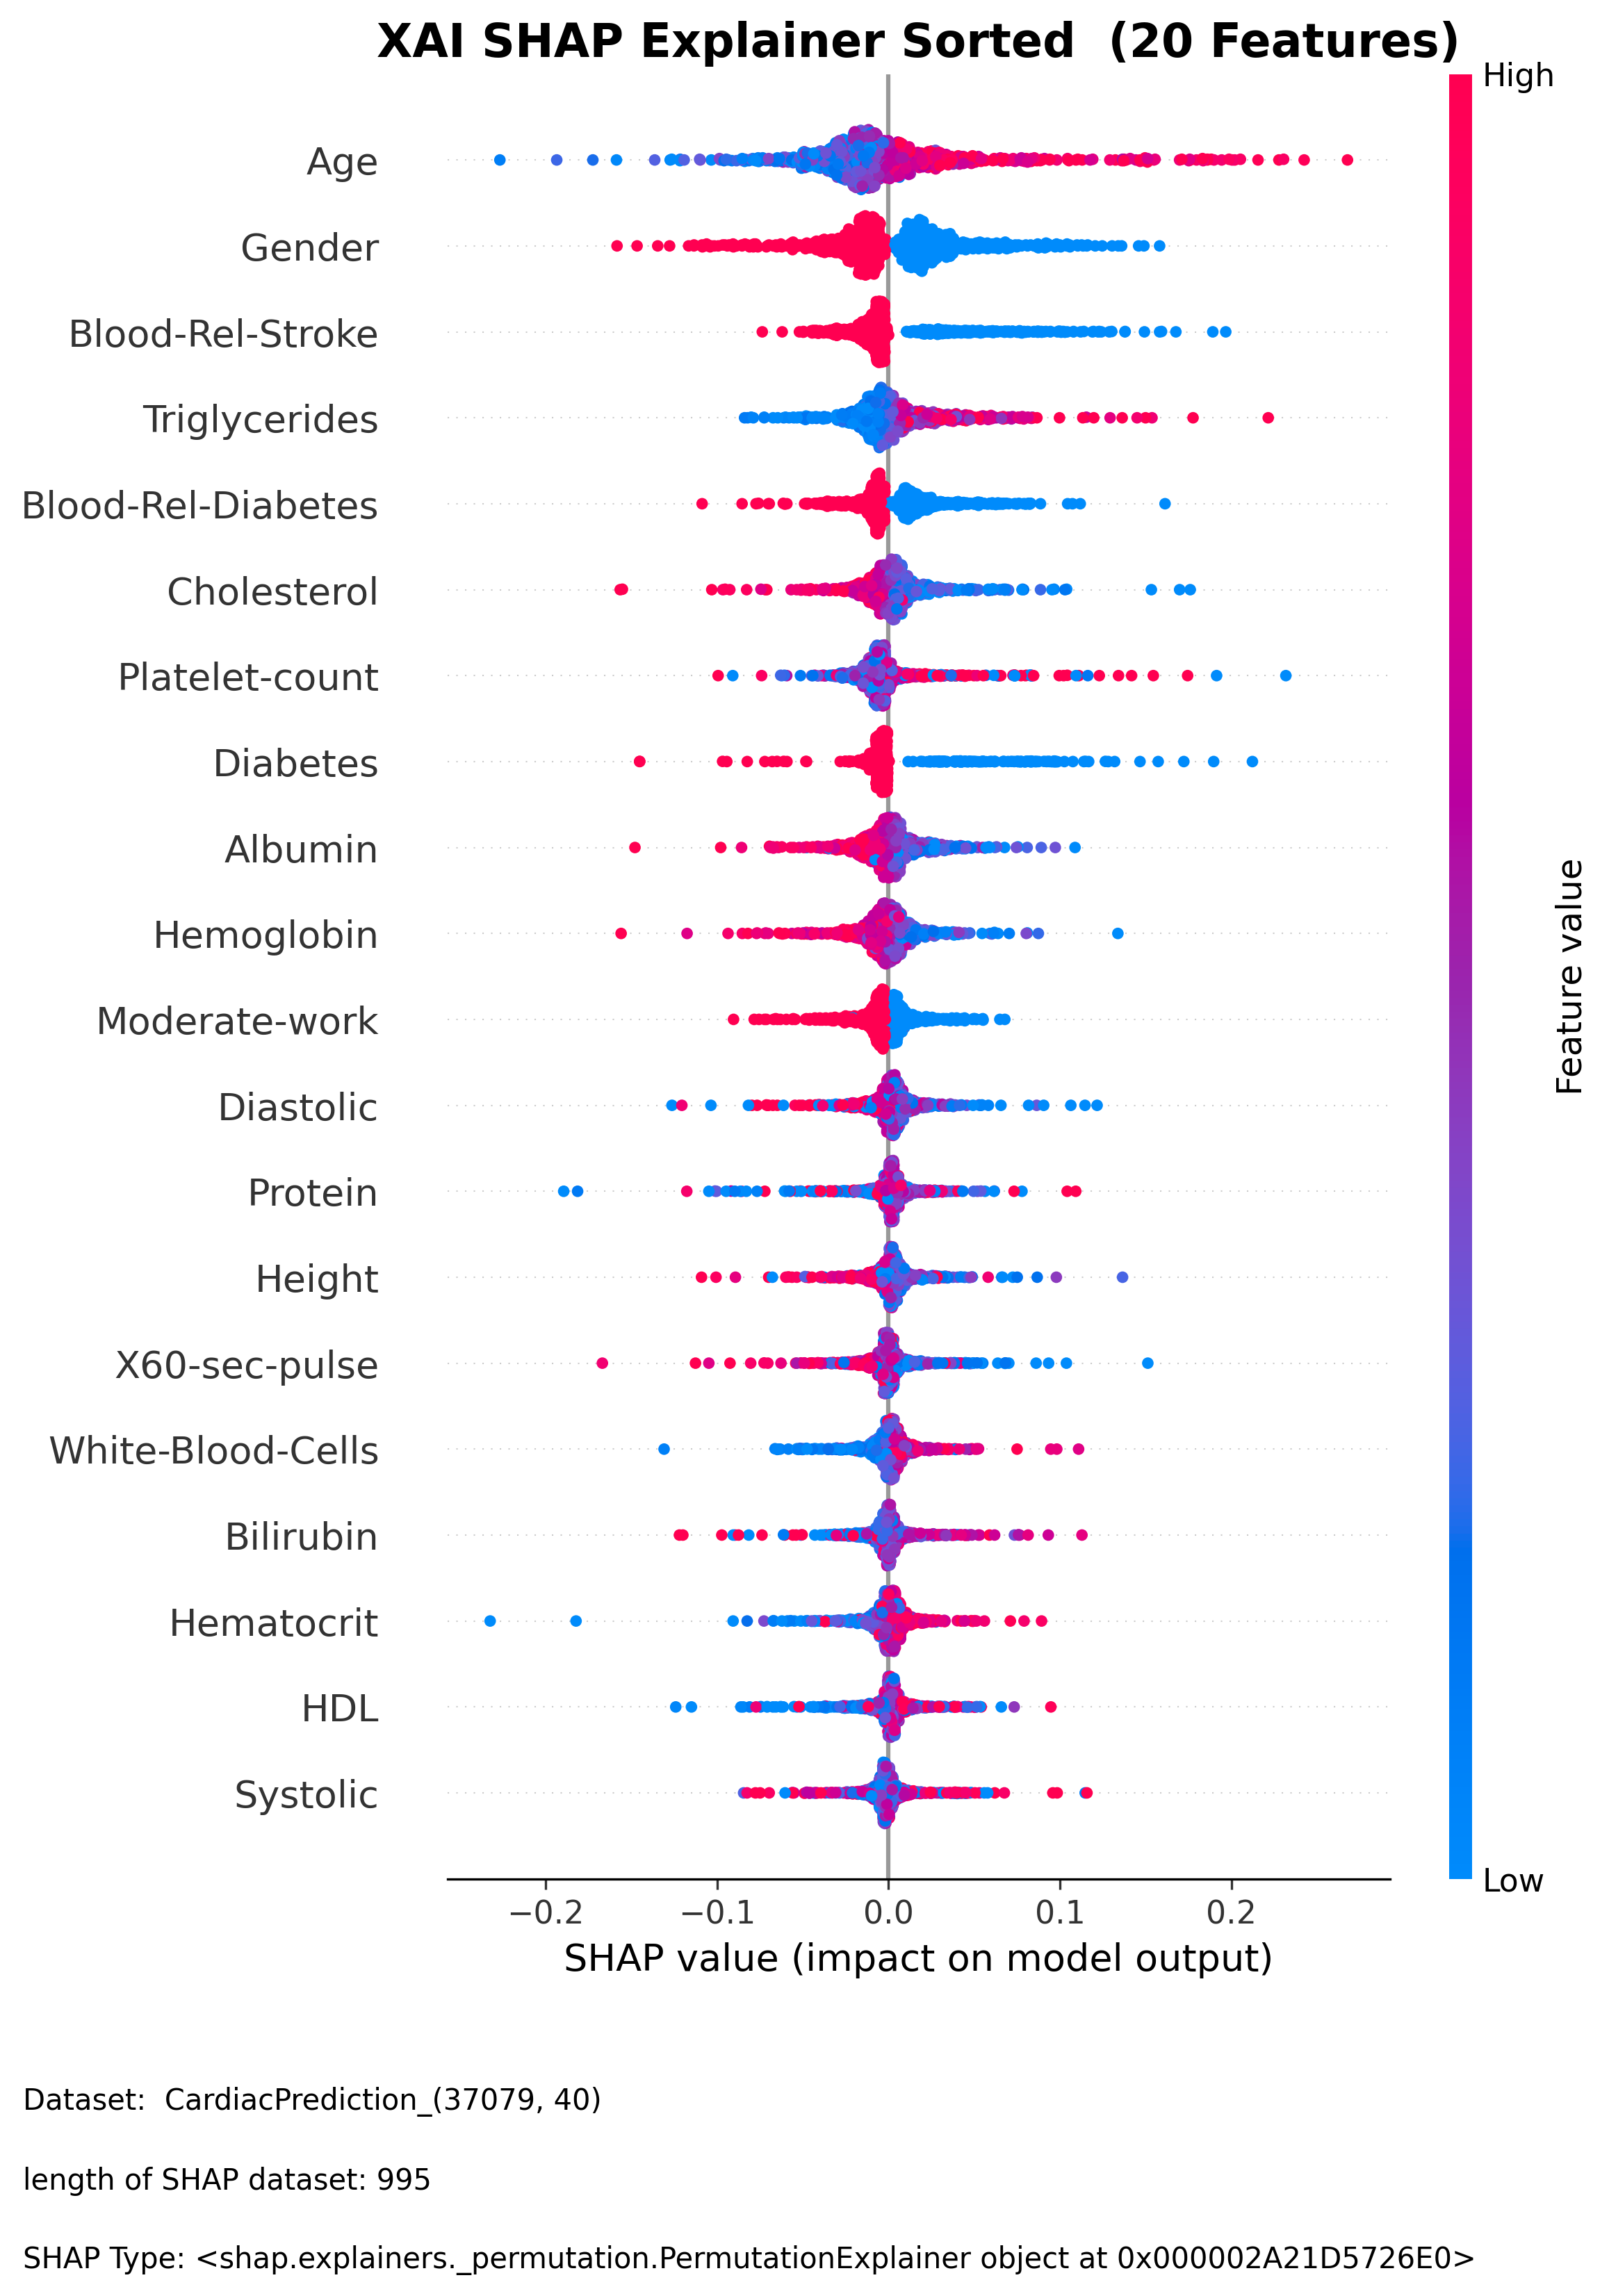 XAI SHAP Explainer Sorted  (20 Features)
High
Age
Gender
Blood-Rel-Stroke
Triglycerides
Blood-Rel-Diabetes
Cholesterol
Platelet-count
Diabetes
Albumin
Hemoglobin
Moderate-work
Diastolic
Protein
Height
X60-sec-pulse
White-Blood-Cells
Bilirubin
Hematocrit
HDL
Systolic
Feature value
Low
−0.2 −0.1 0.0 0.1 0.2
SHAP value (impact on model output)
Dataset:  CardiacPrediction_(37079, 40)
length of SHAP dataset: 995
SHAP Type: <shap.explainers._permutation.PermutationExplainer object at 0x000002A21D5726E0>